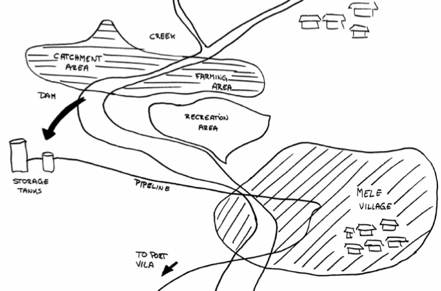 CREEK
CATCHMENT
AREA
FARMING
AREA
DAM
RECREATION
AREA
STORAGE
TANKS
PIPELINE
MELE
VILLAGE
TO PORT
VILA